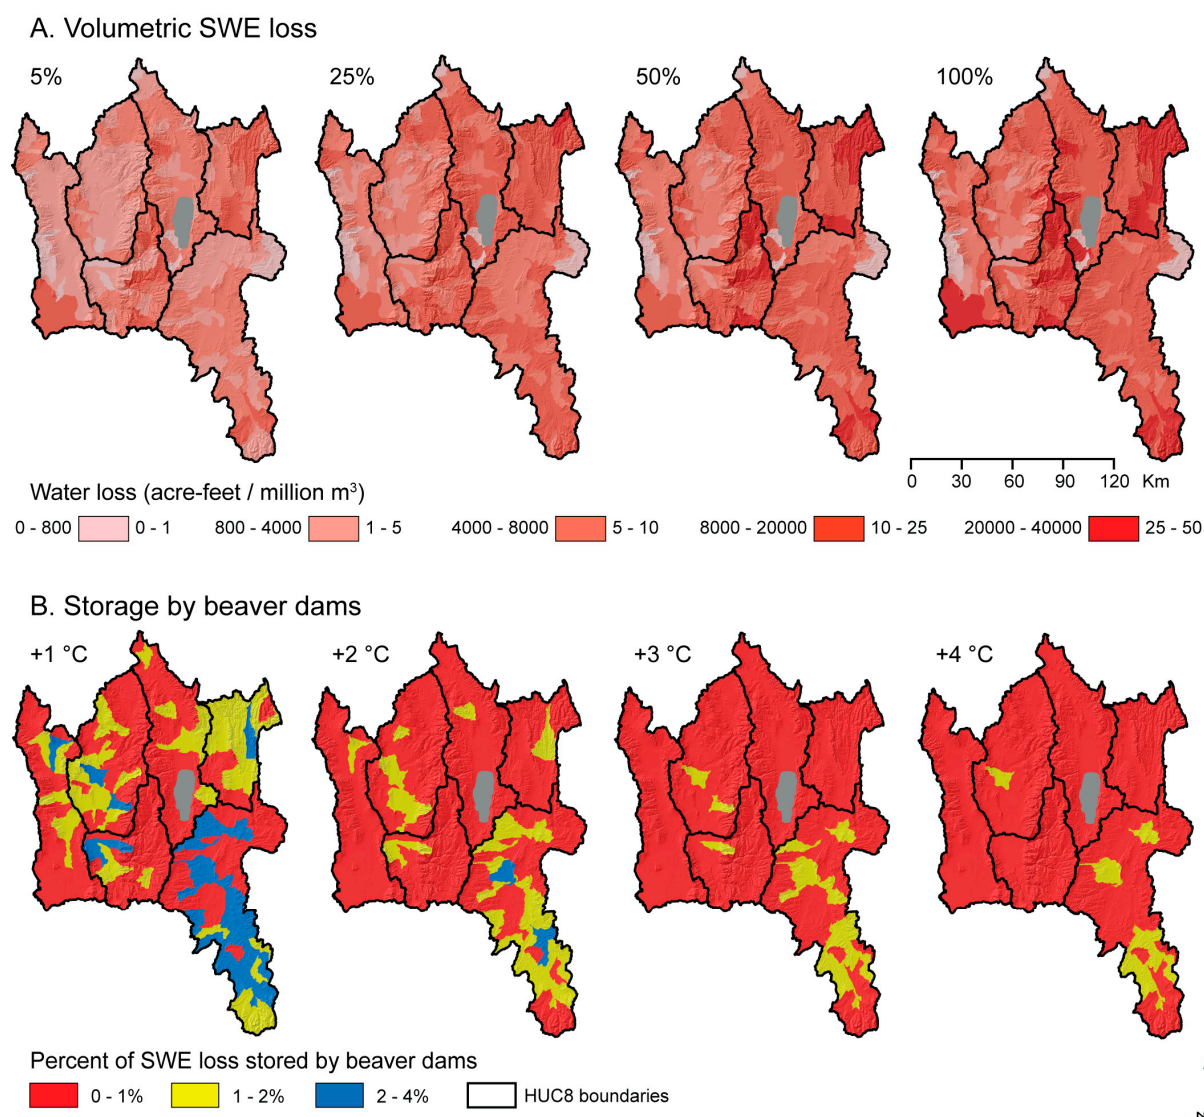 A. Volumetric SWE loss
5% 25% 50% 100%
0 30 60 90 120 Km
Water loss (acre-feet / million m³)
0 - 800 0 - 1 800 - 4000 1 - 5 4000 - 8000 5 - 10 8000 - 20000 10 - 25 20000 - 40000 25 - 50
B. Storage by beaver dams
+1 °C +2 °C +3 °C +4 °C
Percent of SWE loss stored by beaver dams
0 - 1% 1 - 2% 2 - 4% HUC8 boundaries